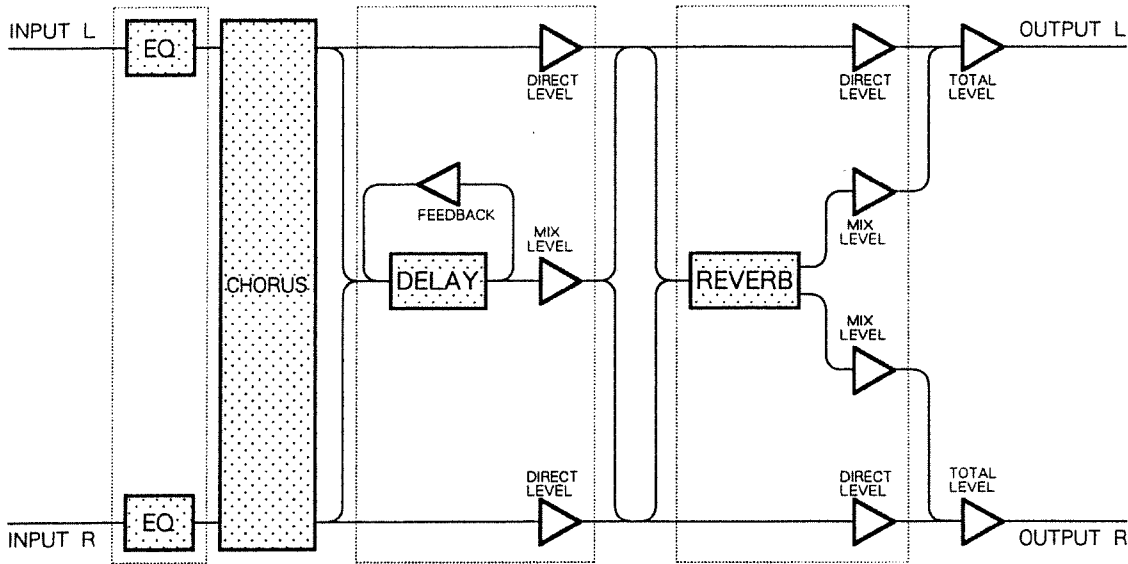 INPUT L
EQ
CHORUS
DIRECT
LEVEL
DIRECT
LEVEL
TOTAL
LEVEL
OUTPUT L
FEEDBACK
MIX
LEVEL
DELAY
REVERB
MIX
LEVEL
MIX
LEVEL
INPUT R
EQ
DIRECT
LEVEL
DIRECT
LEVEL
TOTAL
LEVEL
OUTPUT R